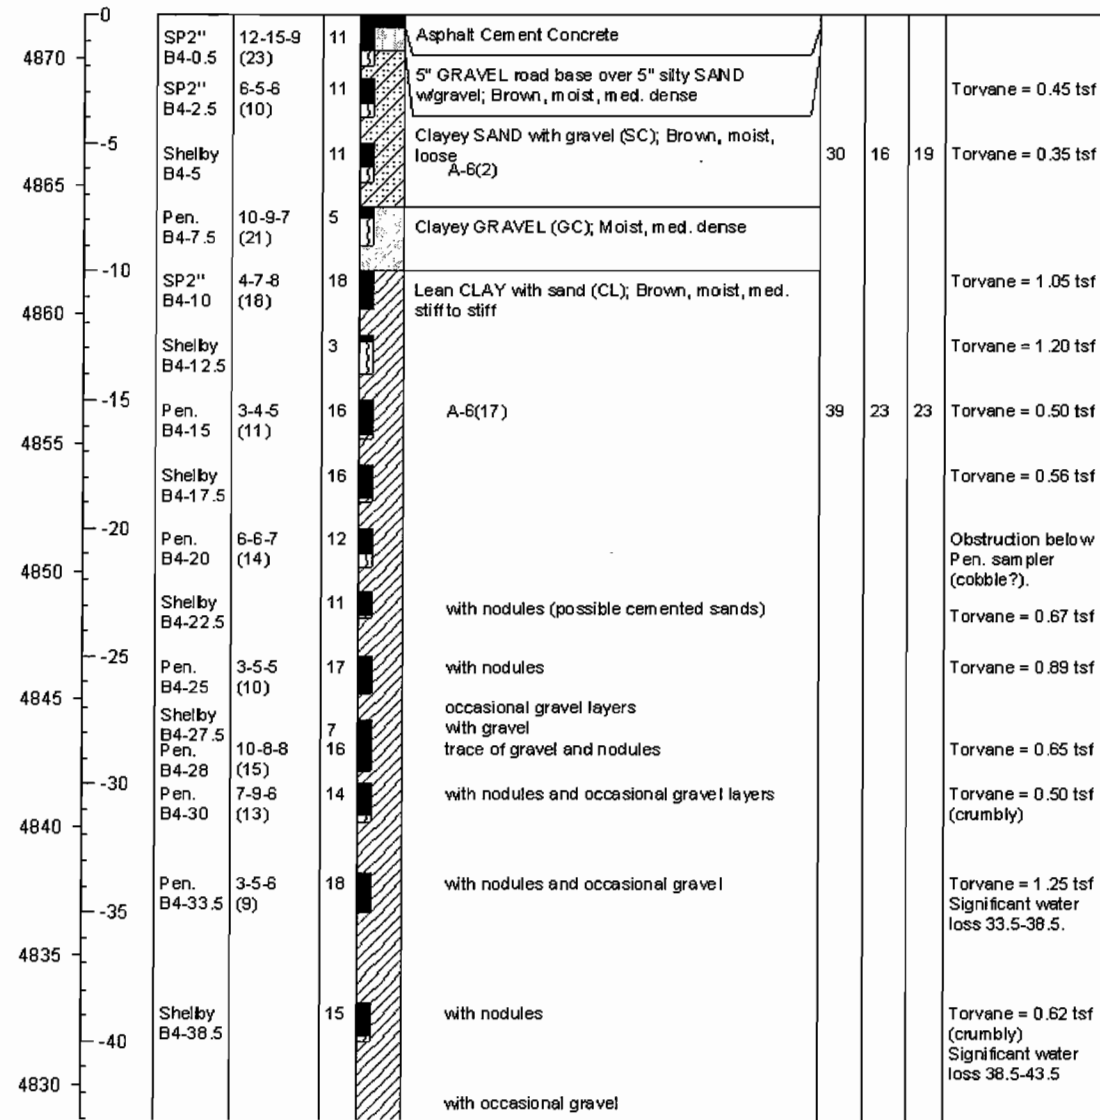 0
SP2" 12-15-9 11 Asphalt Cement Concrete
4870 B4-0.5 (23)
5" GRAVEL road base over 5" silty SAND
SP2" 6-5-6 11 w/gravel; Brown, moist, med. dense Torvane = 0.45 tsf
B4-2.5 (10)
-5 Clayey SAND with gravel (SC); Brown, moist,
Shelby 11 loose 30 16 19 Torvane = 0.35 tsf
B4-5 A-6(2)
4865
Pen. 10-9-7 5 Clayey GRAVEL (GC); Moist, med. dense
B4-7.5 (21)
-10
SP2" 4-7-8 18 Lean CLAY with sand (CL); Brown, moist, med. Torvane = 1.05 tsf
B4-10 (18) stiff to stiff
4860
Shelby 3 Torvane = 1.20 tsf
B4-12.5
-15
Pen. 3-4-5 16 A-6(17) 39 23 23 Torvane = 0.50 tsf
B4-15 (11)
4855
Shelby 16 Torvane = 0.56 tsf
B4-17.5
-20
Pen. 6-6-7 12 Obstruction below
B4-20 (14) Pen. sampler
4850 (cobble?).
Shelby 11 with nodules (possible cemented sands) Torvane = 0.67 tsf
B4-22.5
-25
Pen. 3-5-5 17 with nodules Torvane = 0.89 tsf
B4-25 (10)
4845
Shelby occasional gravel layers
B4-27.5 7 with gravel
Pen. 10-8-8 16 trace of gravel and nodules Torvane = 0.65 tsf
B4-28 (15)
-30
Pen. 7-9-6 14 with nodules and occasional gravel layers Torvane = 0.50 tsf
B4-30 (13) (crumbly)
4840
Pen. 3-5-6 18 with nodules and occasional gravel Torvane = 1.25 tsf
B4-33.5 (9) Significant water
-35 loss 33.5-38.5.
4835
Shelby 15 with nodules Torvane = 0.62 tsf
B4-38.5 (crumbly)
-40 Significant water
4830 loss 38.5-43.5
with occasional gravel